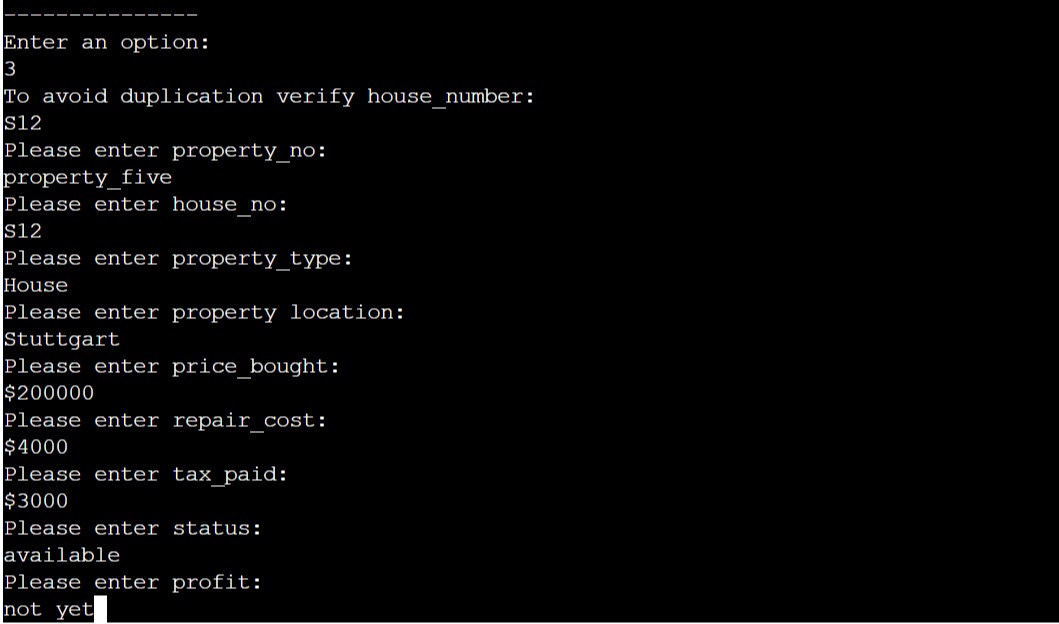 ---------------
Enter an option:
3
To avoid duplication verify house_number:
S12
Please enter property_no:
property_five
Please enter house_no:
S12
Please enter property_type:
House
Please enter property location:
Stuttgart
Please enter price_bought:
$200000
Please enter repair_cost:
$4000
Please enter tax_paid:
$3000
Please enter status:
available
Please enter profit:
not yet